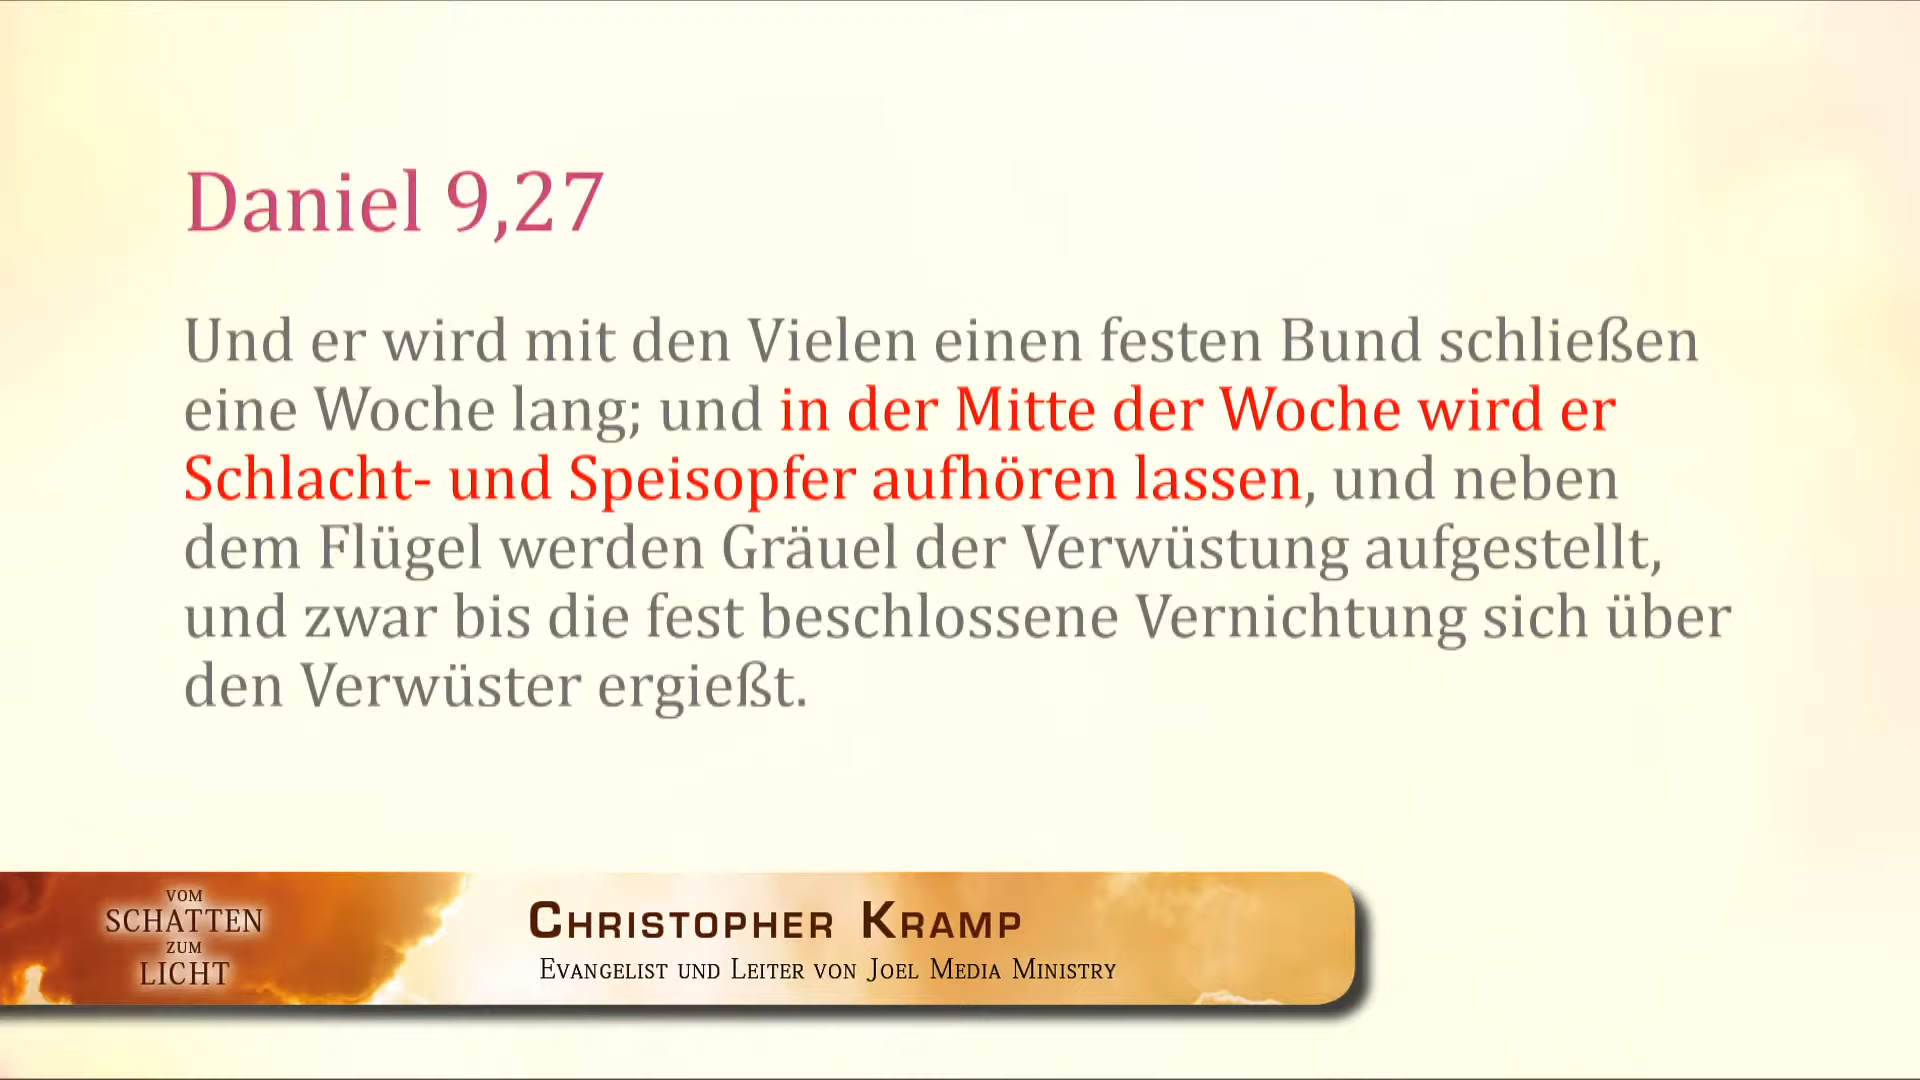 Daniel 9,27
Und er wird mit den Vielen einen festen Bund schließen
eine Woche lang; und in der Mitte der Woche wird er
Schlacht- und Speisopfer aufhören lassen, und neben
dem Flügel werden Gräuel der Verwüstung aufgestellt,
und zwar bis die fest beschlossene Vernichtung sich über
den Verwüster ergießt.
VOM
SCHATTEN
ZUM
LICHT
CHRISTOPHER KRAMP
EVANGELIST UND LEITER VON JOEL MEDIA MINISTRY